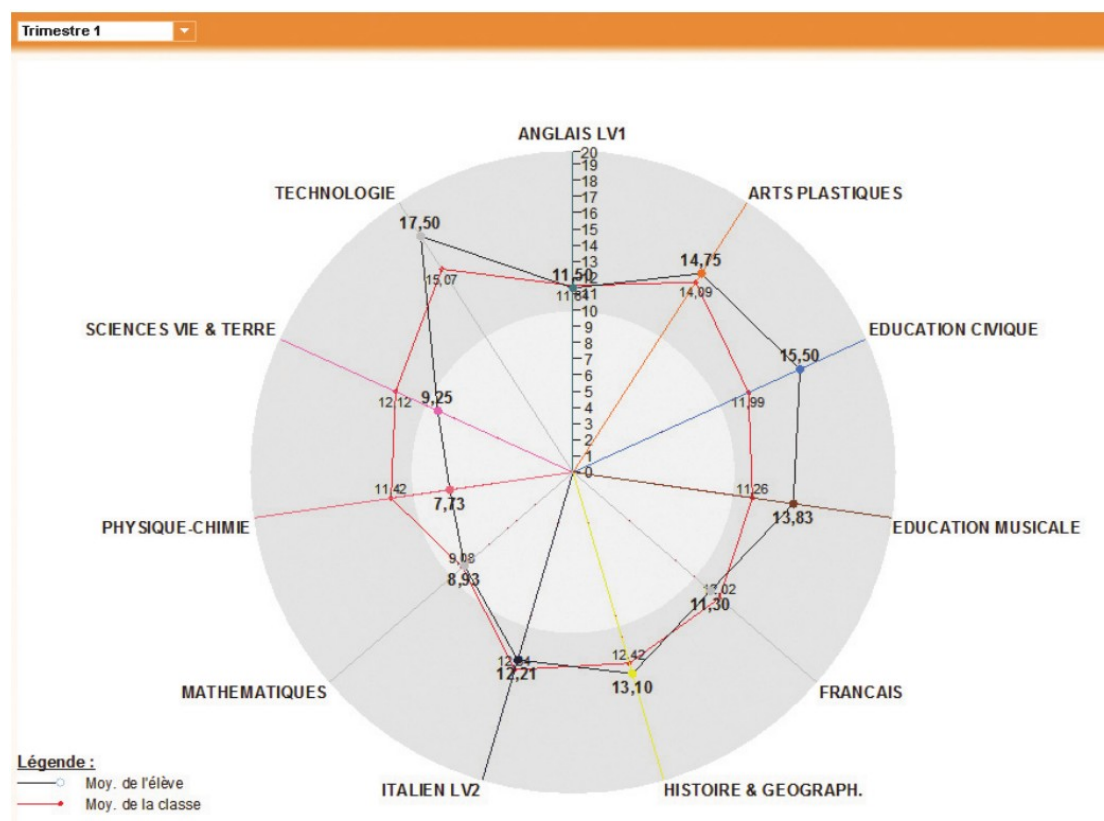 Trimestre 1
ANGLAIS LV1
20
19
18
17
16
15
14
13
12
11
10
9
8
7
6
5
4
3
2
1
0
TECHNOLOGIE
17,50
15,07
11,50
ARTS PLASTIQUES
14,75
14,09
SCIENCES VIE & TERRE
9,25
12,12
EDUCATION CIVIQUE
15,50
11,99
PHYSIQUE-CHIMIE
11,42
7,73
EDUCATION MUSICALE
11,26
13,83
MATHEMATIQUES
9,08
8,93
FRANCAIS
11,30
ITALIEN LV2
12,21
HISTOIRE & GEOGRAPH.
12,42
13,10
Légende :
Moy. de l'élève
Moy. de la classe